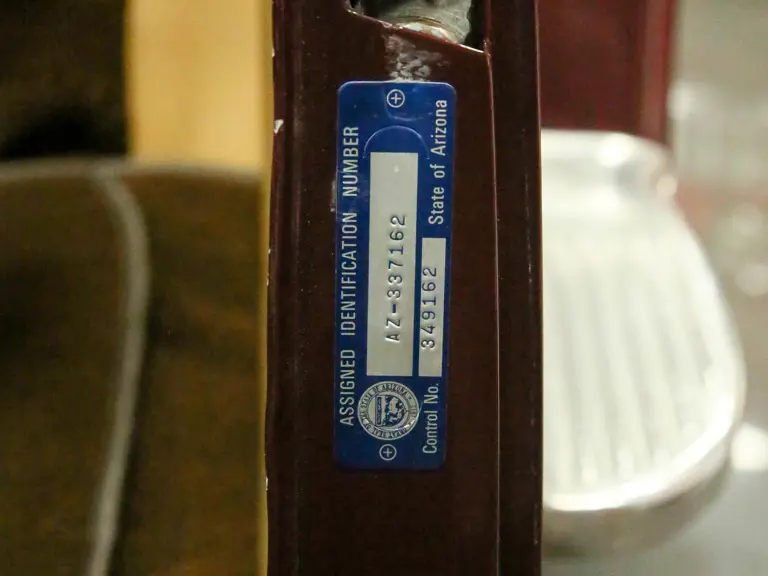 ASSIGNED IDENTIFICATION NUMBER
AZ-337162
Control No. 349162 State of Arizona